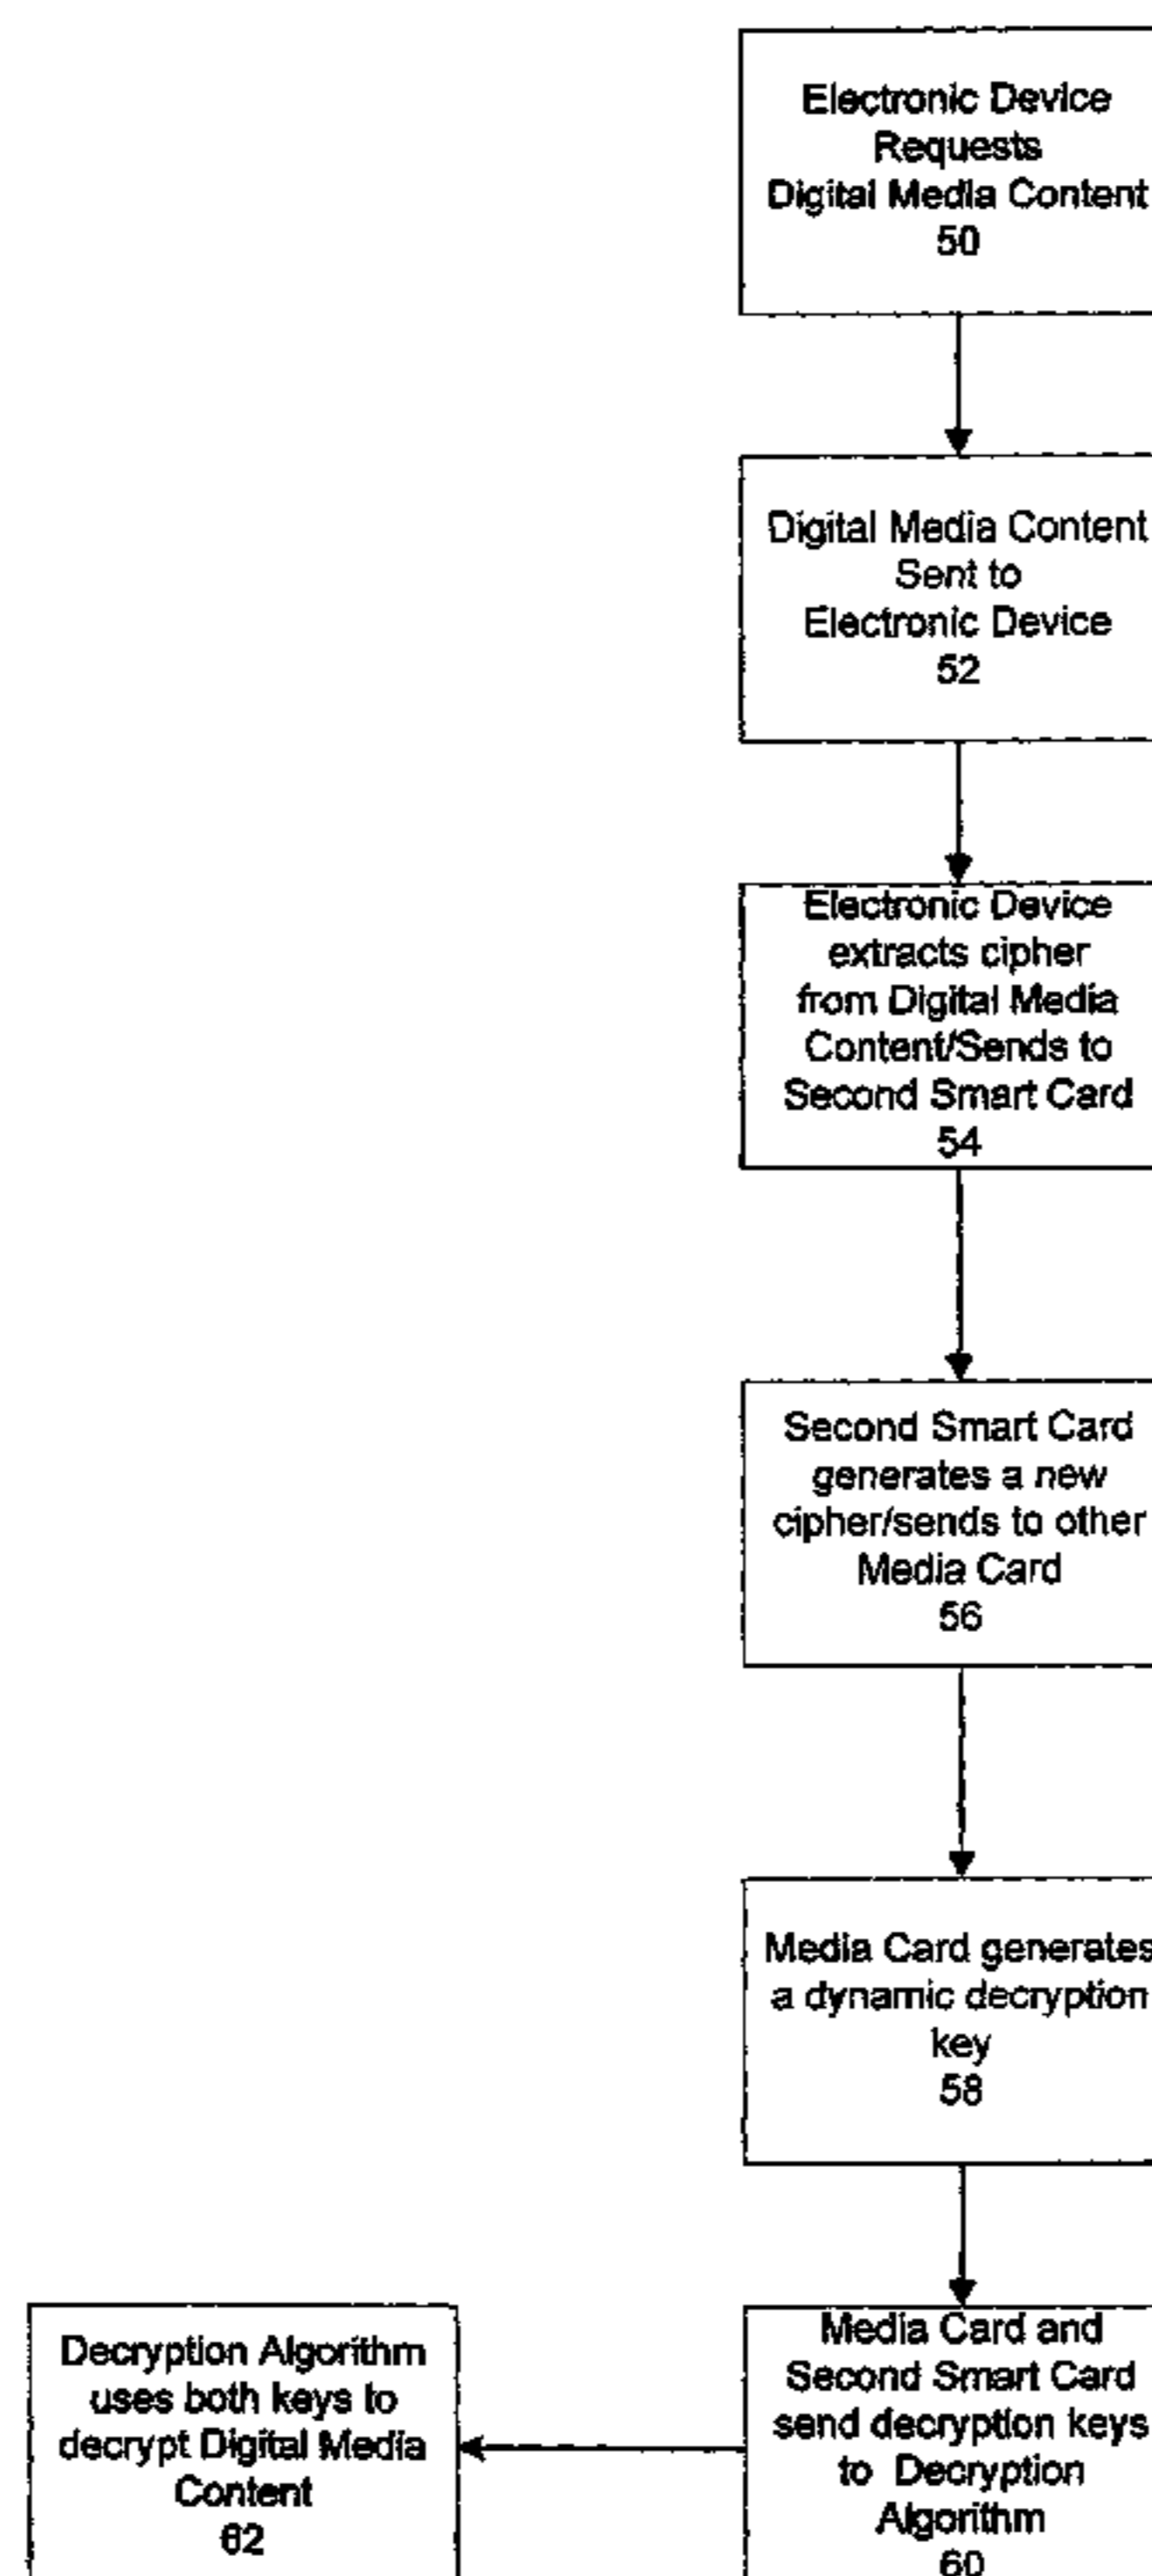 Electronic Device
Requests
Digital Media Content
50
Digital Media Content
Sent to
Electronic Device
52
Electronic Device
extracts cipher
from Digital Media
Content/Sends to
Second Smart Card
54
Second Smart Card
generates a new
cipher/sends to other
Media Card
56
Media Card generates
a dynamic decryption
key
58
Media Card and
Second Smart Card
send decryption keys
to Decryption
Algorithm
60
Decryption Algorithm
uses both keys to
decrypt Digital Media
Content
62